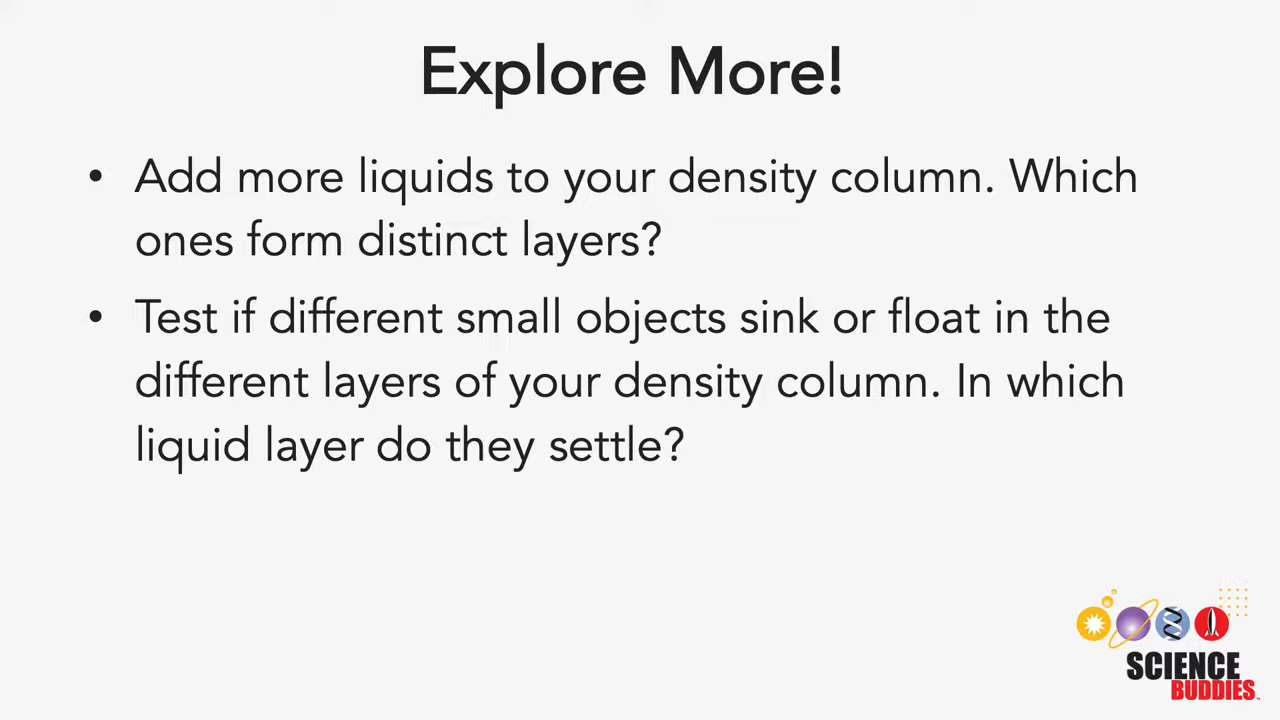 Explore More!
• Add more liquids to your density column. Which
ones form distinct layers?
• Test if different small objects sink or float in the
different layers of your density column. In which
liquid layer do they settle?
SCIENCE
BUDDIES™